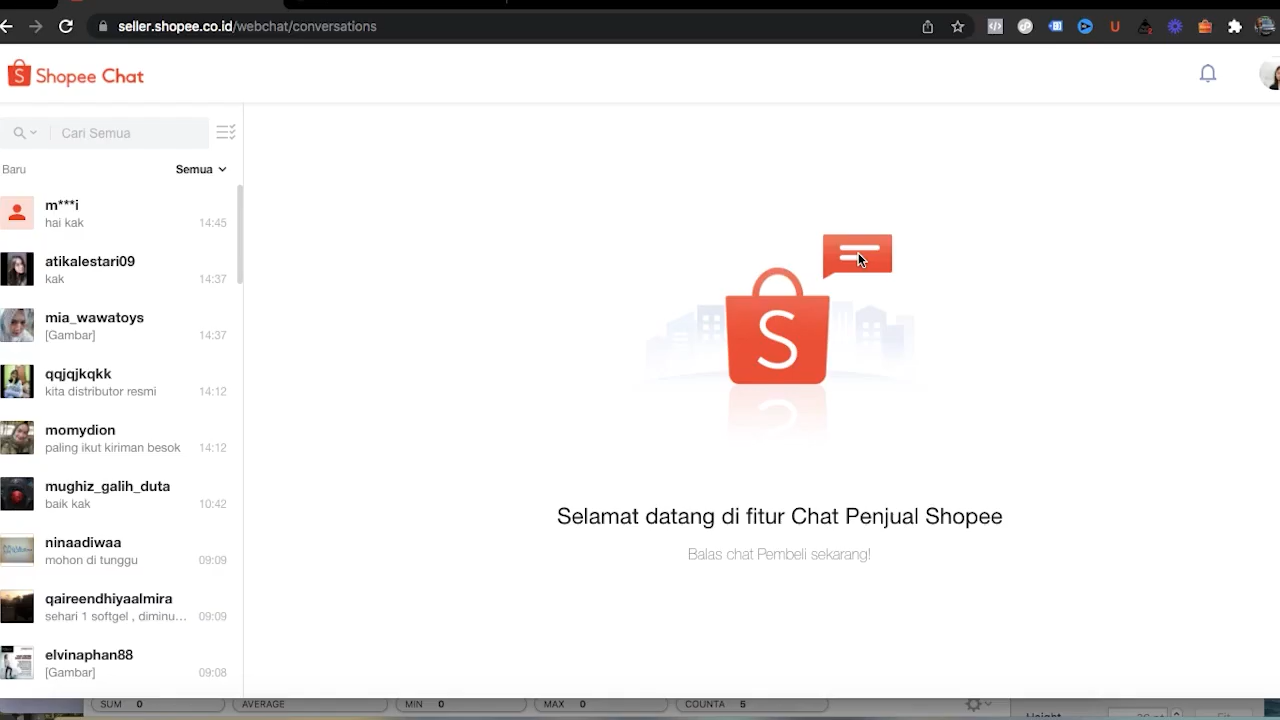 seller.shopee.co.id/webchat/conversations
Shopee Chat
Cari Semua
Baru
Semua
m***i
hai kak
14:45
atikalestari09
kak
14:37
mia_wawatoys
[Gambar]
14:37
qqjqjkqkk
kita distributor resmi
14:12
momydion
paling ikut kiriman besok
14:12
mughiz_galih_duta
baik kak
10:42
ninaadiwaa
mohon di tunggu
09:09
qaireendhiyaalmira
sehari 1 softgel , diminu...
09:09
elvinaphan88
[Gambar]
09:08
S
Selamat datang di fitur Chat Penjual Shopee
Balas chat Pembeli sekarang!
SUM 0
AVERAGE
MIN 0
MAX 0
COUNTA 5
Height